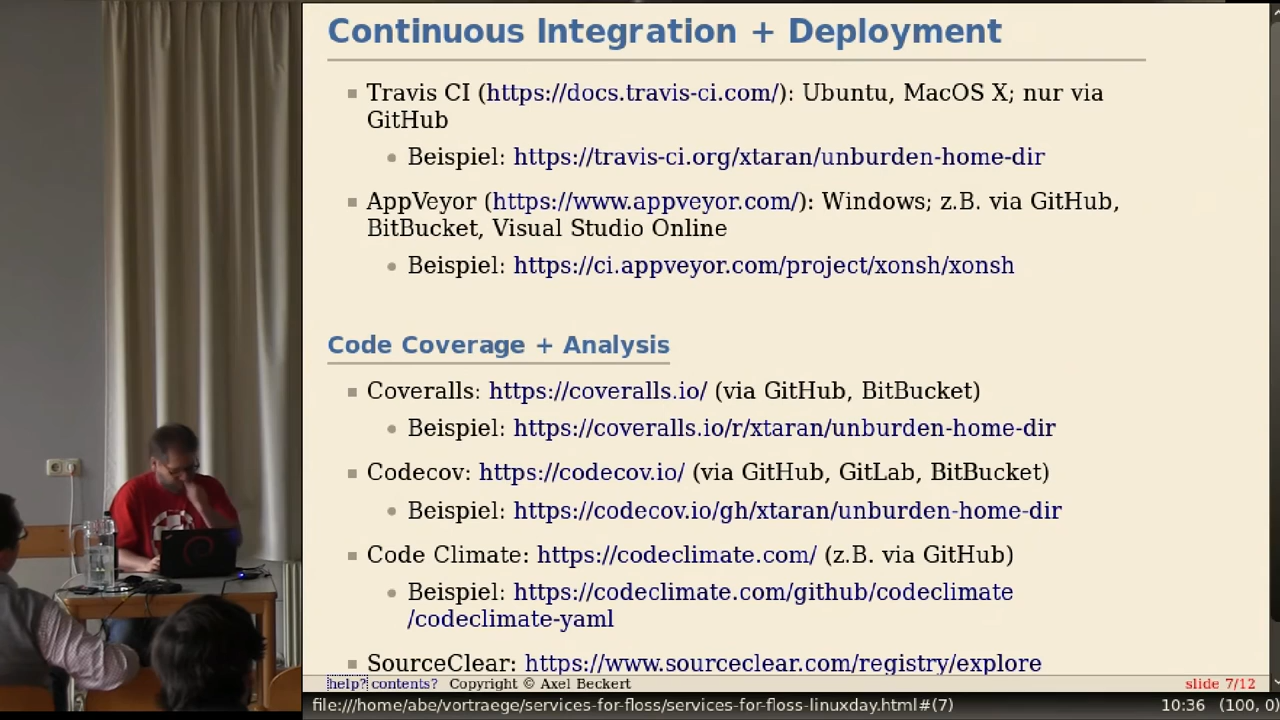 Continuous Integration + Deployment
Travis CI (https://docs.travis-ci.com/): Ubuntu, MacOS X; nur via
GitHub
Beispiel: https://travis-ci.org/xtaran/unburden-home-dir
AppVeyor (https://www.appveyor.com/): Windows; z.B. via GitHub,
BitBucket, Visual Studio Online
Beispiel: https://ci.appveyor.com/project/xonsh/xonsh
Code Coverage + Analysis
Coveralls: https://coveralls.io/ (via GitHub, BitBucket)
Beispiel: https://coveralls.io/r/xtaran/unburden-home-dir
Codecov: https://codecov.io/ (via GitHub, GitLab, BitBucket)
Beispiel: https://codecov.io/gh/xtaran/unburden-home-dir
Code Climate: https://codeclimate.com/ (z.B. via GitHub)
Beispiel: https://codeclimate.com/github/codeclimate
/codeclimate-yaml
SourceClear: https://www.sourceclear.com/registry/explore
help? contents? Copyright © Axel Beckert slide 7/12
file:///home/abe/vortraege/services-for-floss/services-for-floss-linuxday.html#(7) 10:36 (100, 0)